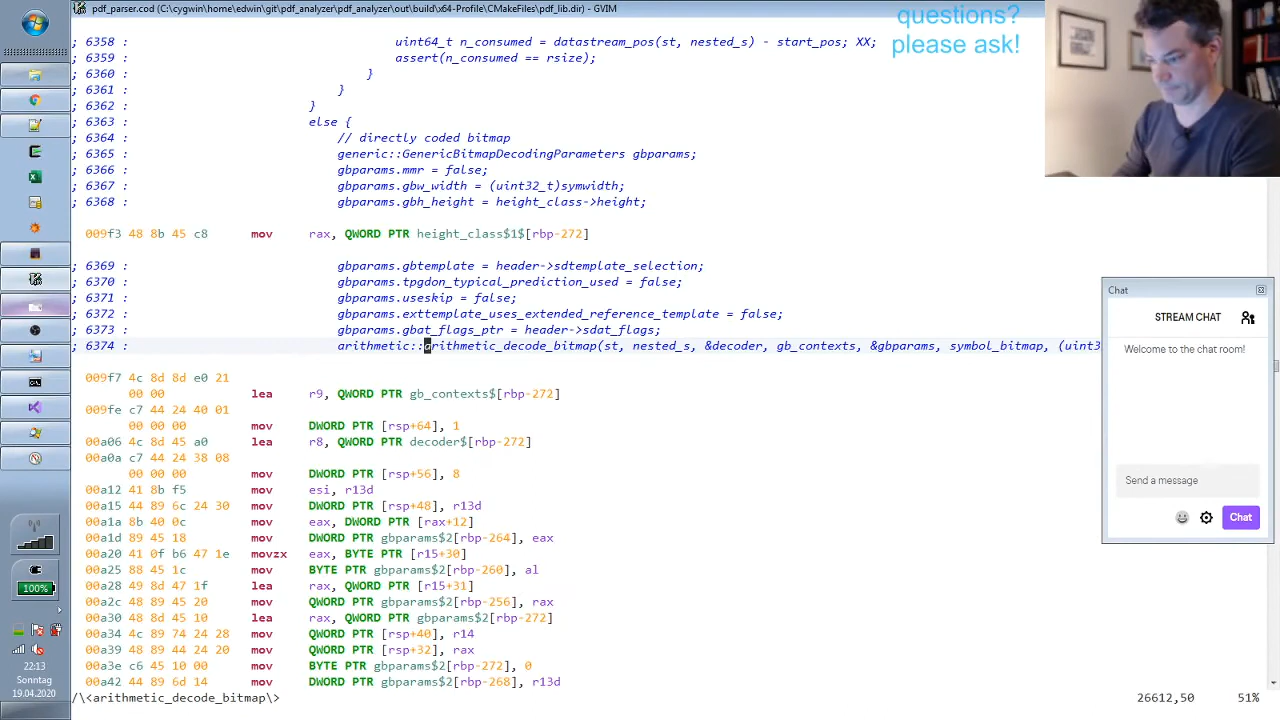 pdf_parser.cod (C:\cygwin\home\edwin\git\pdf_analyzer\pdf_analyzer\out\build\x64-Profile\CMakeFiles\pdf_lib.dir) - GVIM
questions?
please ask!
; 6358 : uint64_t n_consumed = datastream_pos(st, nested_s) - start_pos; XX;
; 6359 : assert(n_consumed == rsize);
; 6360 : }
; 6361 : }
; 6362 : }
; 6363 : else {
; 6364 : // directly coded bitmap
; 6365 : generic::GenericBitmapDecodingParameters gbparams;
; 6366 : gbparams.mmr = false;
; 6367 : gbparams.gbw_width = (uint32_t)symwidth;
; 6368 : gbparams.gbh_height = height_class->height;
009f3 48 8b 45 c8 mov rax, QWORD PTR height_class$1$[rbp-272]
; 6369 : gbparams.gbtemplate = header->sdtemplate_selection;
; 6370 : gbparams.tpgdon_typical_prediction_used = false;
; 6371 : gbparams.useskip = false;
; 6372 : gbparams.exttemplate_uses_extended_reference_template = false;
; 6373 : gbparams.gbat_flags_ptr = header->sdat_flags;
; 6374 : arithmetic::arithmetic_decode_bitmap(st, nested_s, &decoder, gb_contexts, &gbparams, symbol_bitmap, (uint3
009f7 4c 8d 8d e0 21
00 00 lea r9, QWORD PTR gb_contexts$[rbp-272]
009fe c7 44 24 40 01
00 00 00 mov DWORD PTR [rsp+64], 1
00a06 4c 8d 45 a0 lea r8, QWORD PTR decoder$[rbp-272]
00a0a c7 44 24 38 08
00 00 00 mov DWORD PTR [rsp+56], 8
00a12 41 8b f5 mov esi, r13d
00a15 44 89 6c 24 30 mov DWORD PTR [rsp+48], r13d
00a1a 8b 40 0c mov eax, DWORD PTR [rax+12]
00a1d 89 45 18 mov DWORD PTR gbparams$2[rbp-264], eax
00a20 41 0f b6 47 1e movzx eax, BYTE PTR [r15+30]
00a25 88 45 1c mov BYTE PTR gbparams$2[rbp-260], al
00a28 49 8d 47 1f lea rax, QWORD PTR [r15+31]
00a2c 48 89 45 20 mov QWORD PTR gbparams$2[rbp-256], rax
00a30 48 8d 45 10 lea rax, QWORD PTR gbparams$2[rbp-272]
00a34 4c 89 74 24 28 mov QWORD PTR [rsp+40], r14
00a39 48 89 44 24 20 mov QWORD PTR [rsp+32], rax
00a3e c6 45 10 00 mov BYTE PTR gbparams$2[rbp-272], 0
00a42 44 89 6d 14 mov DWORD PTR gbparams$2[rbp-268], r13d
/\<arithmetic_decode_bitmap\> 26612,50 51%
Chat
STREAM CHAT
Welcome to the chat room!
Send a message
Chat
100%
22:13
Sonntag
19.04.2020